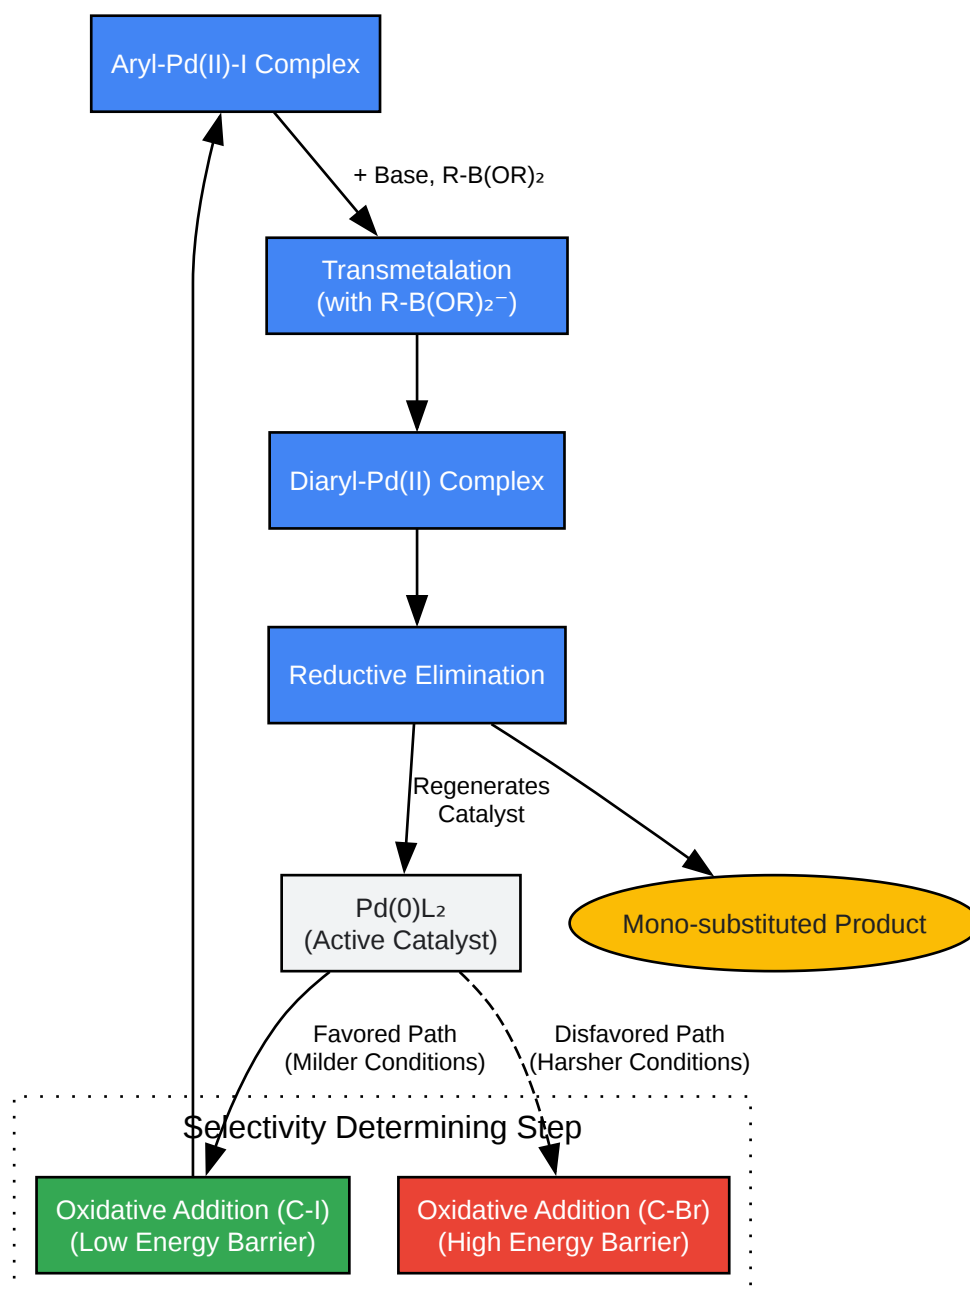 Aryl-Pd(II)-I Complex
+ Base, R-B(OR)₂
Transmetalation
(with R-B(OR)₂⁻)
Diaryl-Pd(II) Complex
Reductive Elimination
Regenerates
Catalyst
Pd(0)L₂
(Active Catalyst)
Mono-substituted Product
Favored Path
(Milder Conditions)
Disfavored Path
(Harsher Conditions)
Selectivity Determining Step
Oxidative Addition (C-I)
(Low Energy Barrier)
Oxidative Addition (C-Br)
(High Energy Barrier)